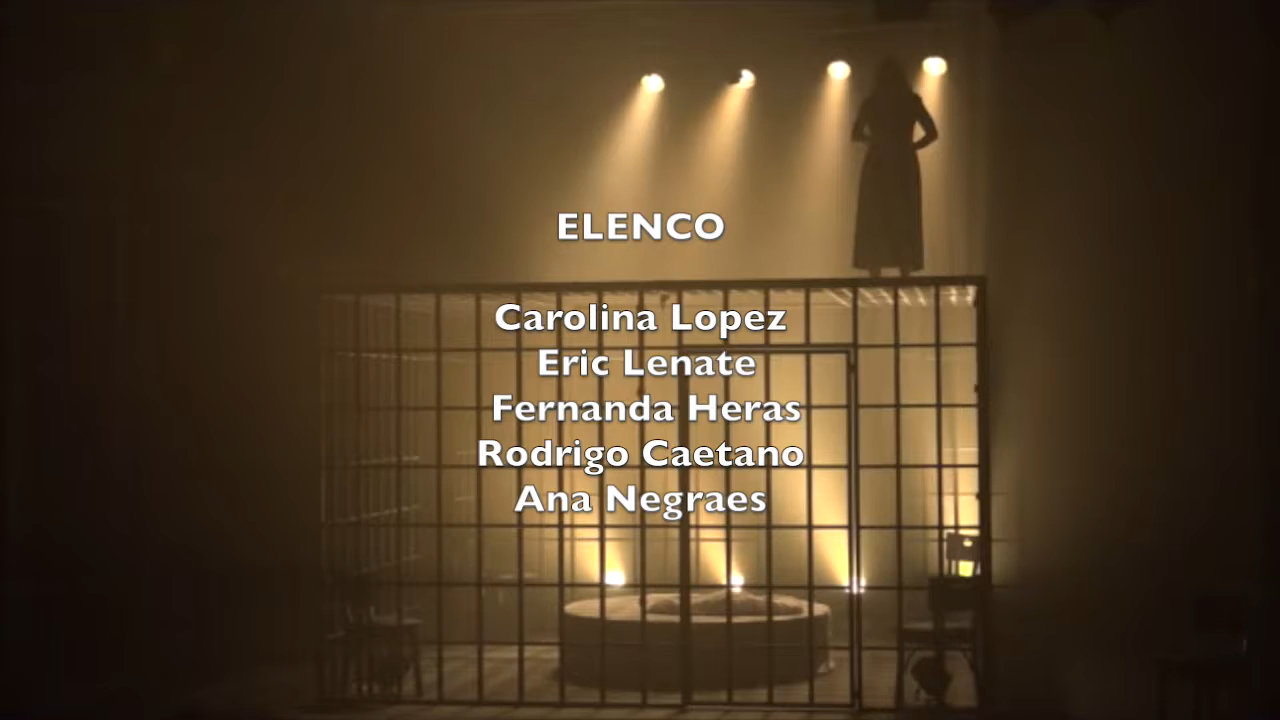 ELENCO
Carolina Lopez
Eric Lenate
Fernanda Heras
Rodrigo Caetano
Ana Negraes